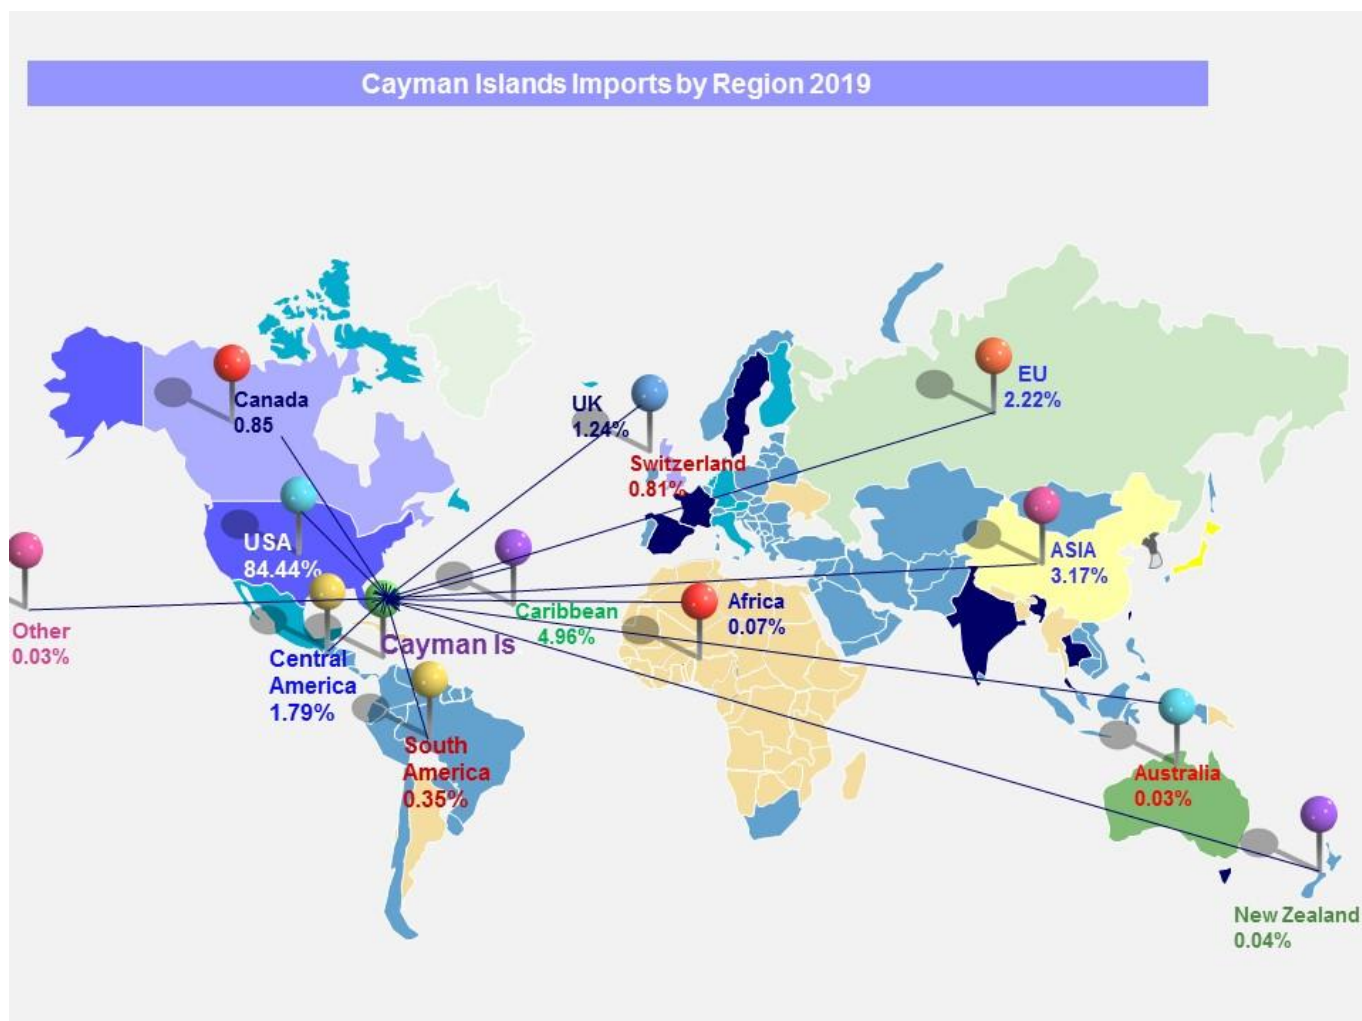 Cayman Islands Imports by Region 2019
Canada
0.85
UK
1.24%
EU
2.22%
Switzerland
0.81%
USA
84.44%
ASIA
3.17%
Other
0.03%
Caribbean
4.96%
Africa
0.07%
Cayman Is
Central
America
1.79%
South
America
0.35%
Australia
0.03%
New Zealand
0.04%